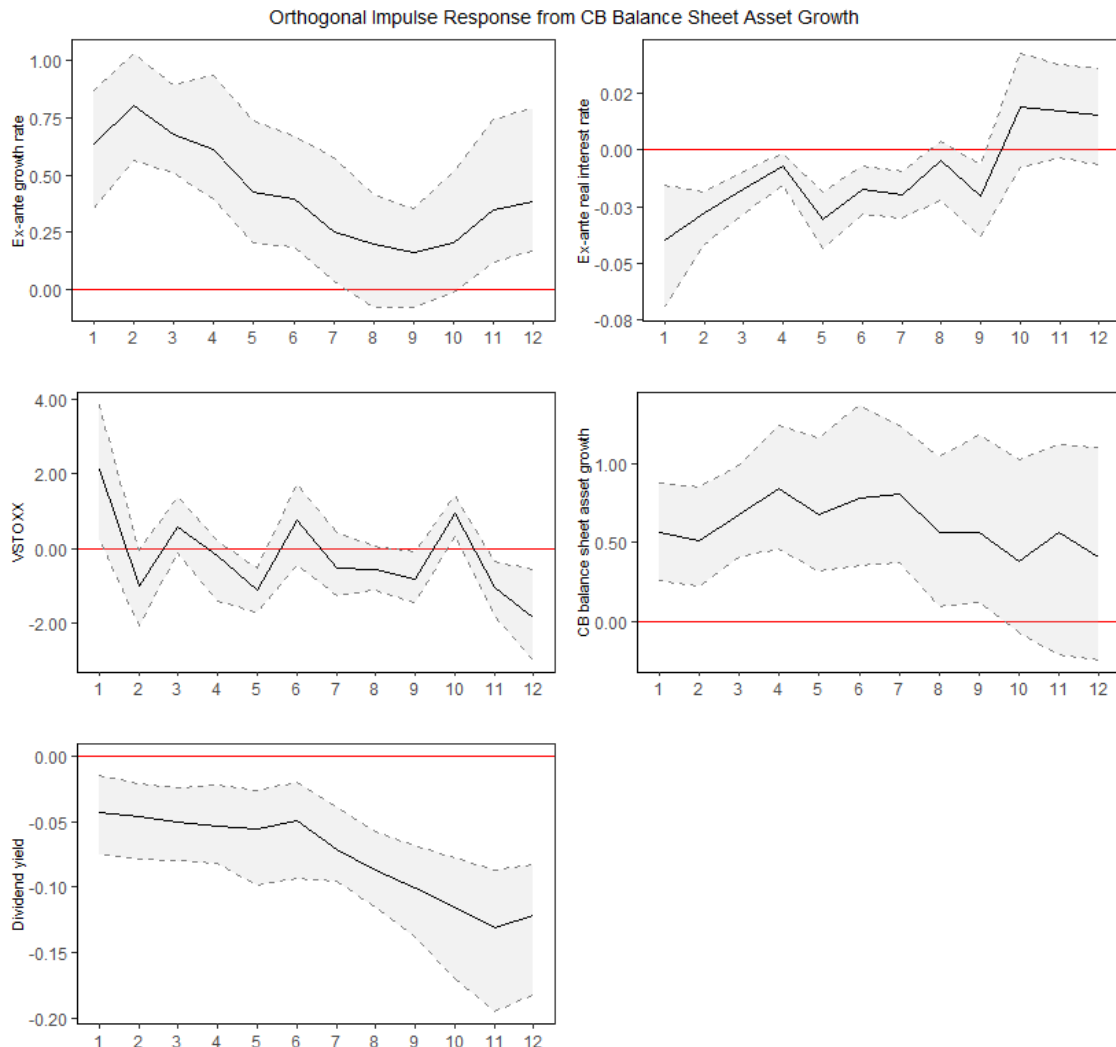 Orthogonal Impulse Response from CB Balance Sheet Asset Growth
Ex-ante growth rate
1.00
0.75
0.50
0.25
0.00
1 2 3 4 5 6 7 8 9 10 11 12
Ex-ante real interest rate
0.02
0.00
-0.03
-0.05
-0.08
1 2 3 4 5 6 7 8 9 10 11 12
VSTOXX
4.00
2.00
0.00
-2.00
1 2 3 4 5 6 7 8 9 10 11 12
CB balance sheet asset growth
1.00
0.50
0.00
1 2 3 4 5 6 7 8 9 10 11 12
Dividend yield
0.00
-0.05
-0.10
-0.15
-0.20
1 2 3 4 5 6 7 8 9 10 11 12